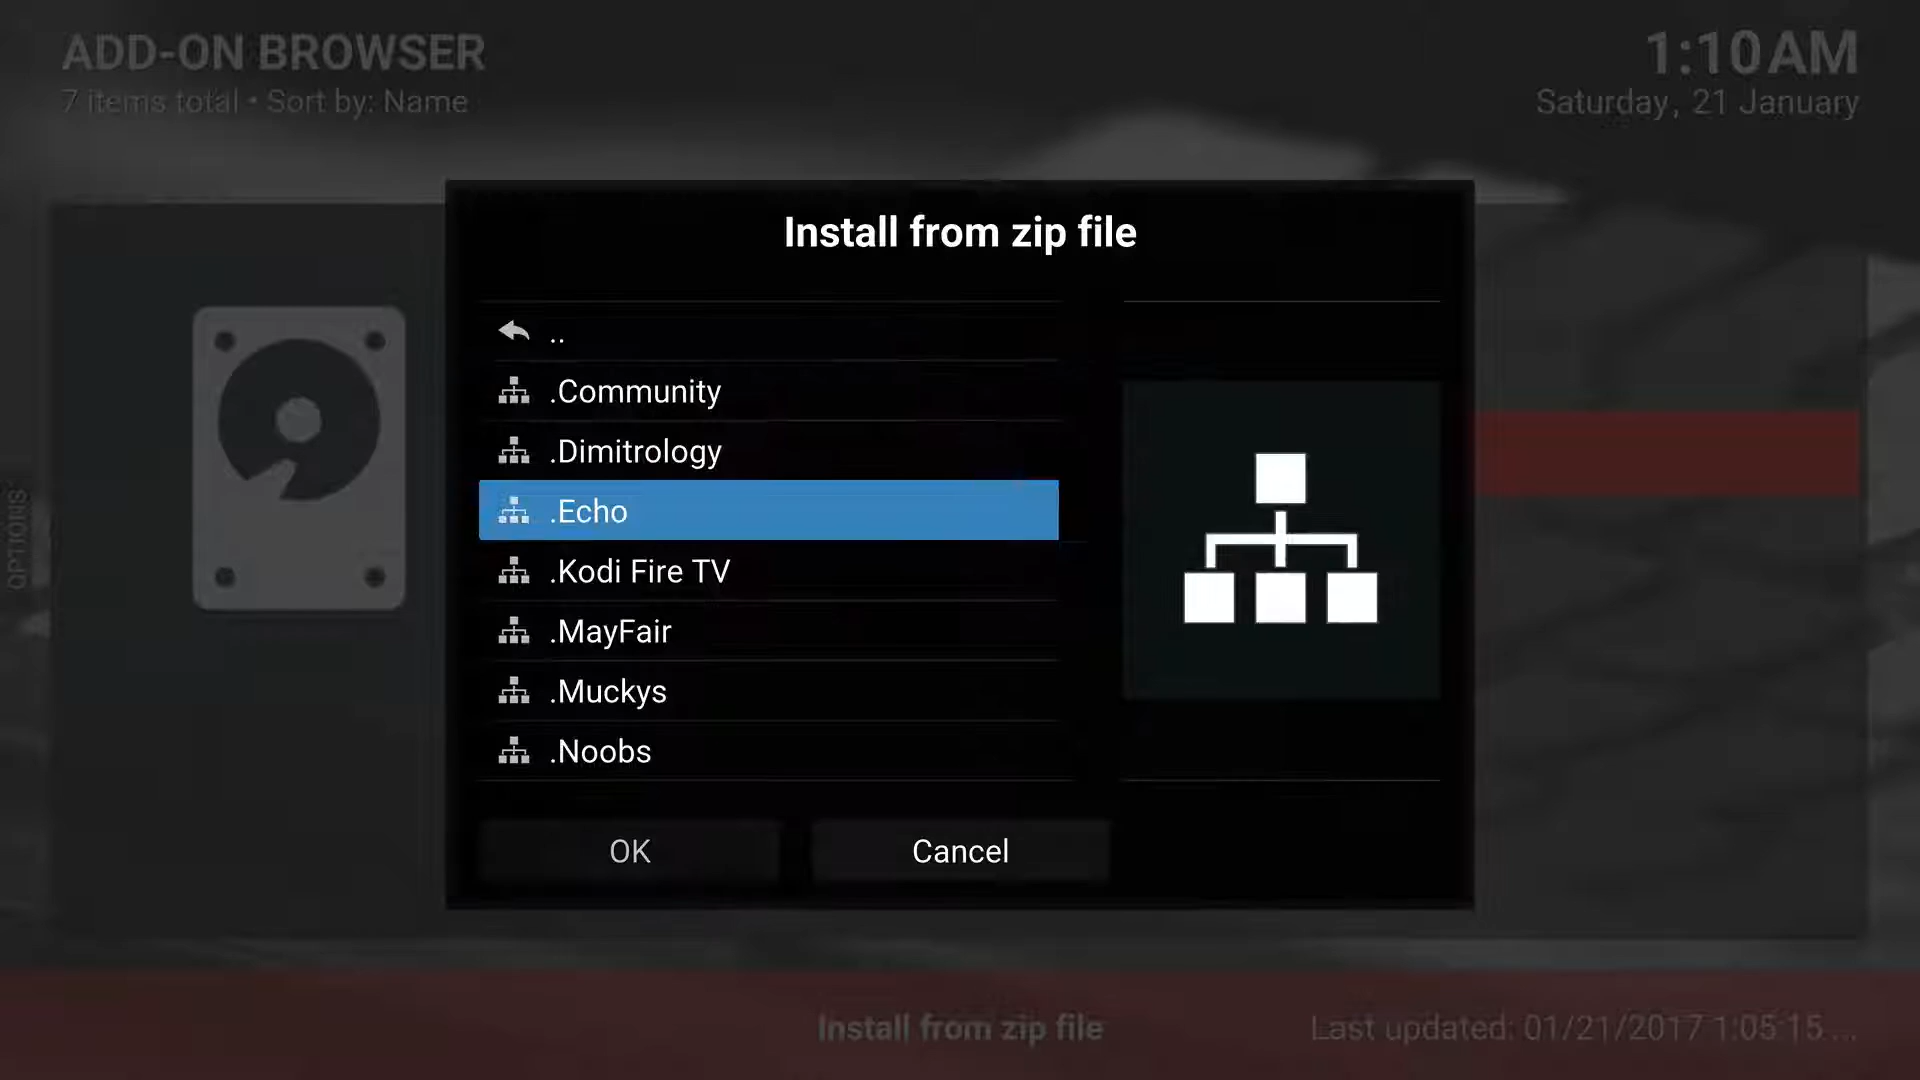 ADD-ON BROWSER
7 items total • Sort by: Name
1:10 AM
Saturday, 21 January
OPTIONS
Install from zip file
..
.Community
.Dimitrology
.Echo
.Kodi Fire TV
.MayFair
.Muckys
.Noobs
OK
Cancel
Install from zip file
Last updated: 01/21/2017 1:05:15...